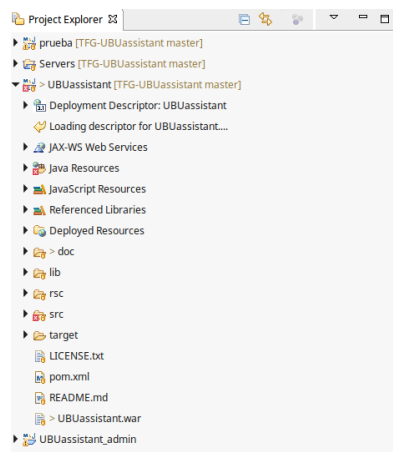 Project Explorer
prueba [TFG-UBUassistant master]
Servers [TFG-UBUassistant master]
> UBUassistant [TFG-UBUassistant master]
Deployment Descriptor: UBUassistant
Loading descriptor for UBUassistant....
JAX-WS Web Services
Java Resources
JavaScript Resources
Referenced Libraries
Deployed Resources
> doc
lib
rsc
src
target
LICENSE.txt
pom.xml
README.md
> UBUassistant.war
UBUassistant_admin